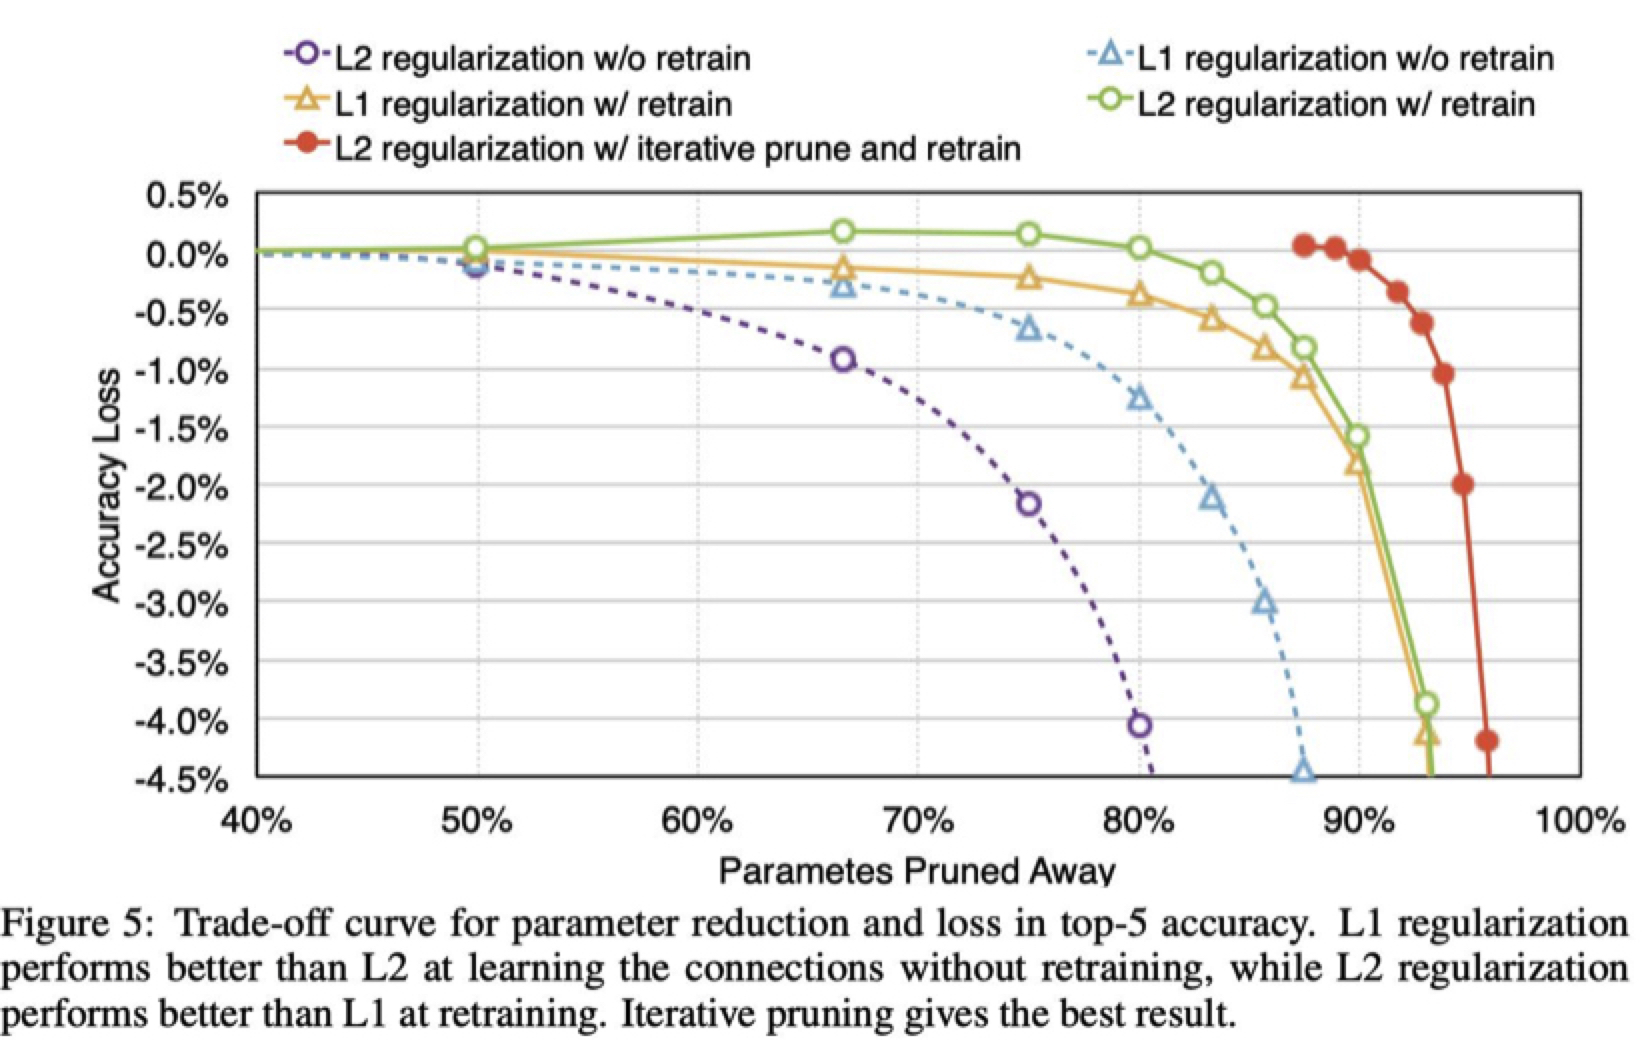 L2 regularization w/o retrain
L1 regularization w/o retrain
L1 regularization w/ retrain
L2 regularization w/ retrain
L2 regularization w/ iterative prune and retrain
0.5%
0.0%
-0.5%
-1.0%
-1.5%
-2.0%
-2.5%
-3.0%
-3.5%
-4.0%
-4.5%
Accuracy Loss
40% 50% 60% 70% 80% 90% 100%
Parametes Pruned Away
Figure 5: Trade-off curve for parameter reduction and loss in top-5 accuracy. L1 regularization
performs better than L2 at learning the connections without retraining, while L2 regularization
performs better than L1 at retraining. Iterative pruning gives the best result.